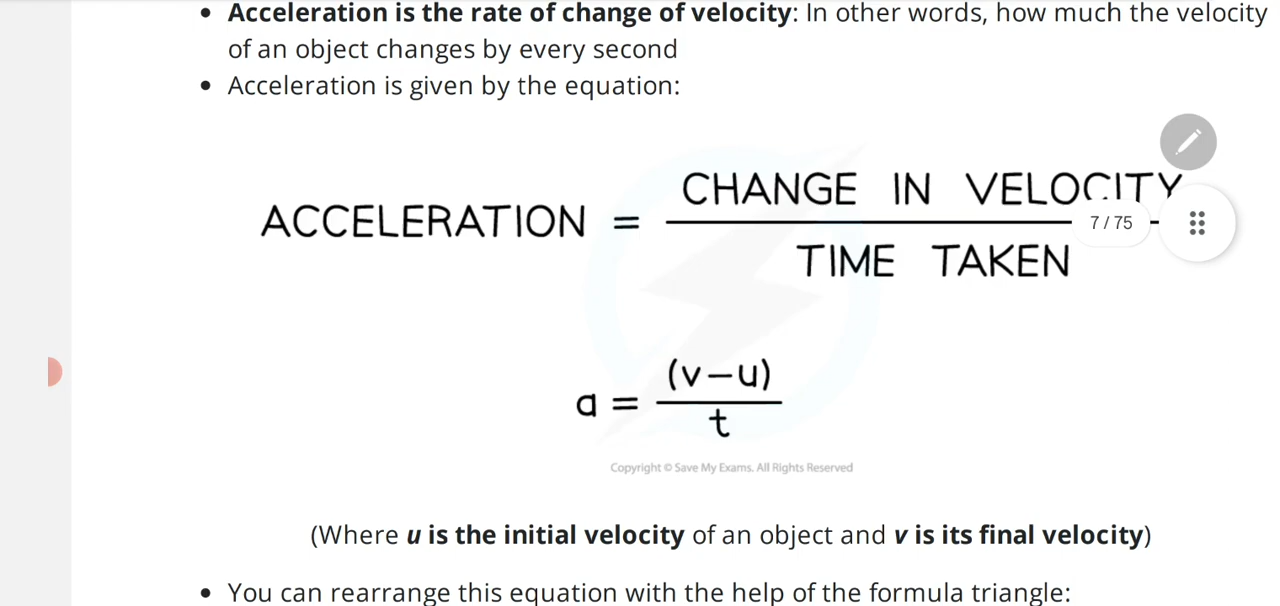 • Acceleration is the rate of change of velocity: In other words, how much the velocity
of an object changes by every second
• Acceleration is given by the equation:
CHANGE IN VELOCITY
ACCELERATION =
7 / 75
TIME TAKEN
(v-u)
a =
t
Copyright © Save My Exams. All Rights Reserved
(Where u is the initial velocity of an object and v is its final velocity)
• You can rearrange this equation with the help of the formula triangle: